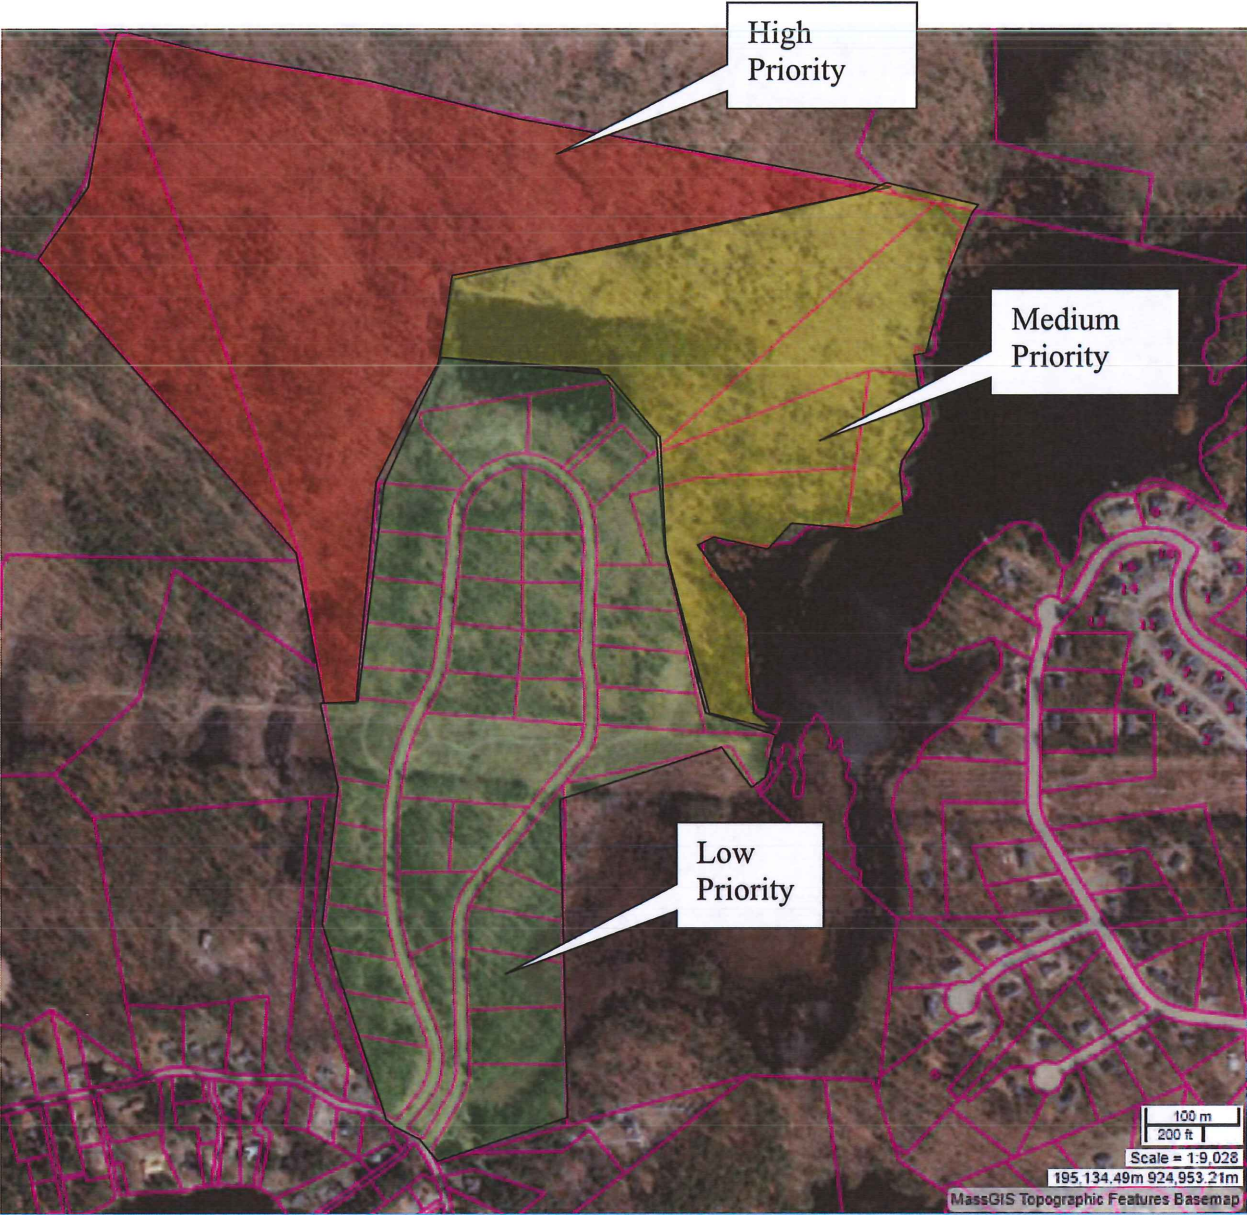 High
Priority
Medium
Priority
Low
Priority
100 m
200 ft
Scale = 1:9,028
195,134.49m 924,953.21m
MassGIS Topographic Features Basemap